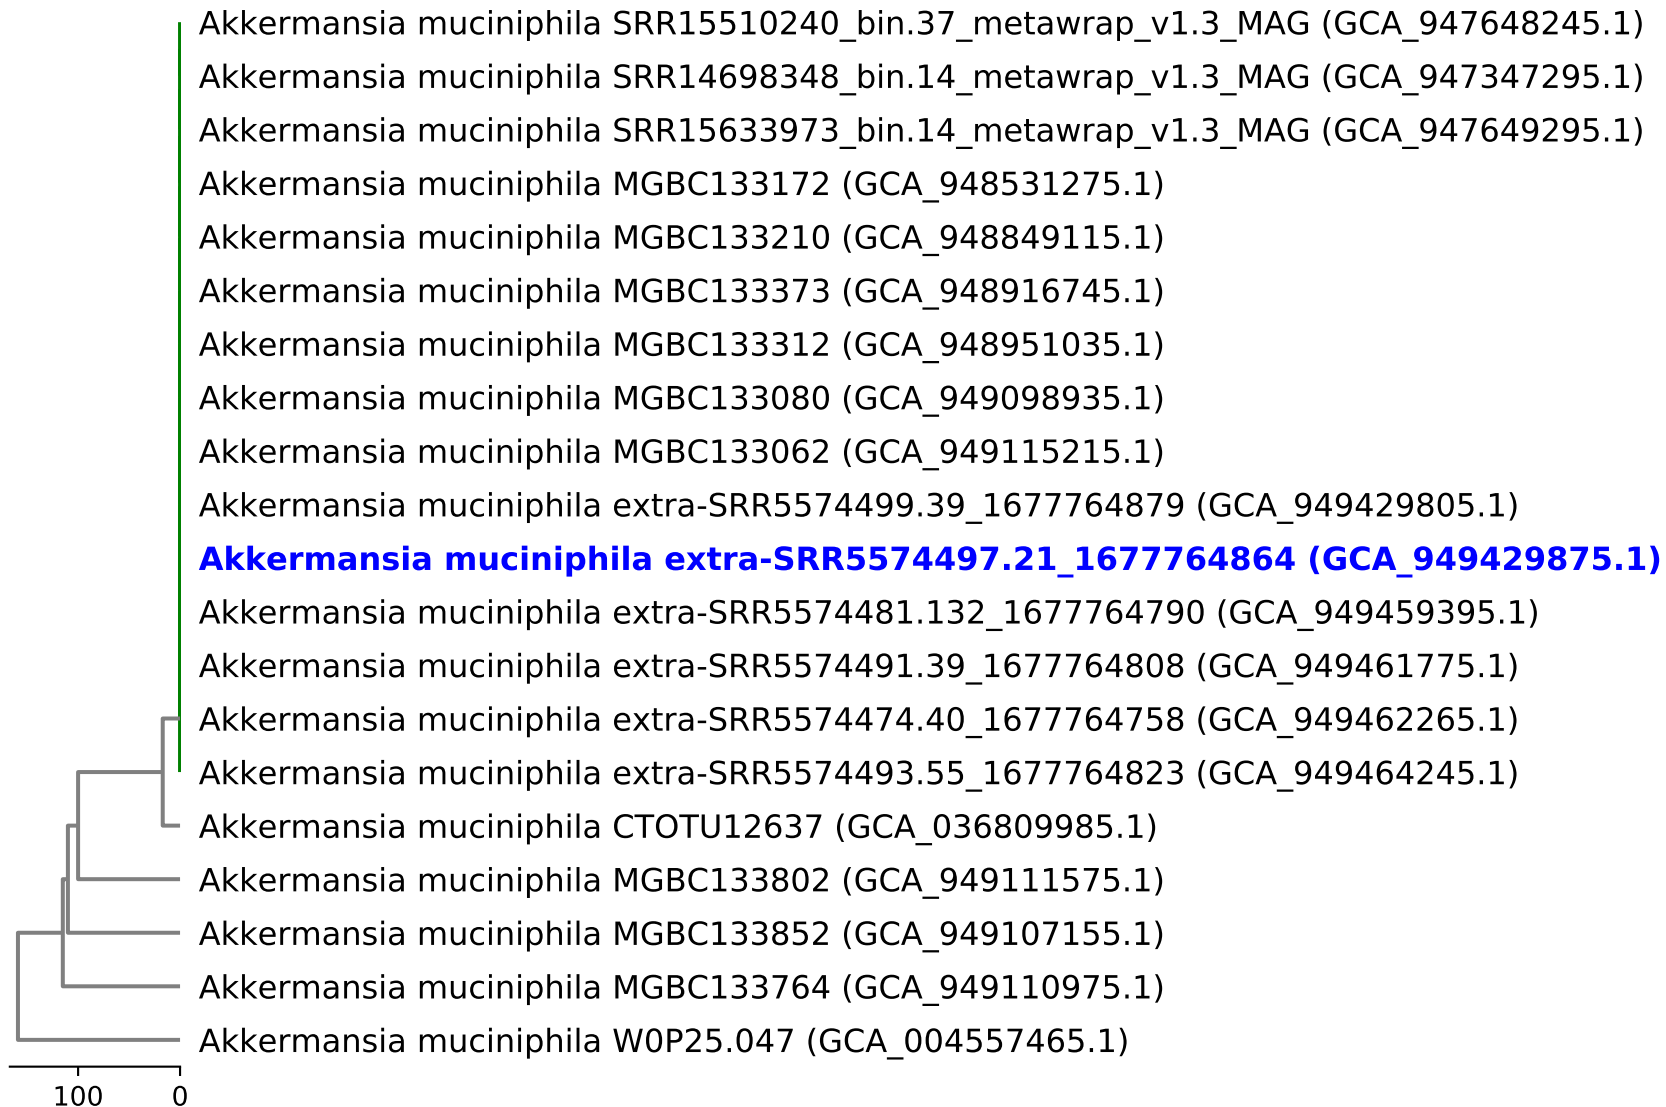 Akkermansia muciniphila SRR15510240_bin.37_metawrap_v1.3_MAG (GCA_947648245.1)
Akkermansia muciniphila SRR14698348_bin.14_metawrap_v1.3_MAG (GCA_947347295.1)
Akkermansia muciniphila SRR15633973_bin.14_metawrap_v1.3_MAG (GCA_947649295.1)
Akkermansia muciniphila MGBC133172 (GCA_948531275.1)
Akkermansia muciniphila MGBC133210 (GCA_948849115.1)
Akkermansia muciniphila MGBC133373 (GCA_948916745.1)
Akkermansia muciniphila MGBC133312 (GCA_948951035.1)
Akkermansia muciniphila MGBC133080 (GCA_949098935.1)
Akkermansia muciniphila MGBC133062 (GCA_949115215.1)
Akkermansia muciniphila extra-SRR5574499.39_1677764879 (GCA_949429805.1)
Akkermansia muciniphila extra-SRR5574497.21_1677764864 (GCA_949429875.1)
Akkermansia muciniphila extra-SRR5574481.132_1677764790 (GCA_949459395.1)
Akkermansia muciniphila extra-SRR5574491.39_1677764808 (GCA_949461775.1)
Akkermansia muciniphila extra-SRR5574474.40_1677764758 (GCA_949462265.1)
Akkermansia muciniphila extra-SRR5574493.55_1677764823 (GCA_949464245.1)
Akkermansia muciniphila CTOTU12637 (GCA_036809985.1)
Akkermansia muciniphila MGBC133802 (GCA_949111575.1)
Akkermansia muciniphila MGBC133852 (GCA_949107155.1)
Akkermansia muciniphila MGBC133764 (GCA_949110975.1)
Akkermansia muciniphila W0P25.047 (GCA_004557465.1)
100 0